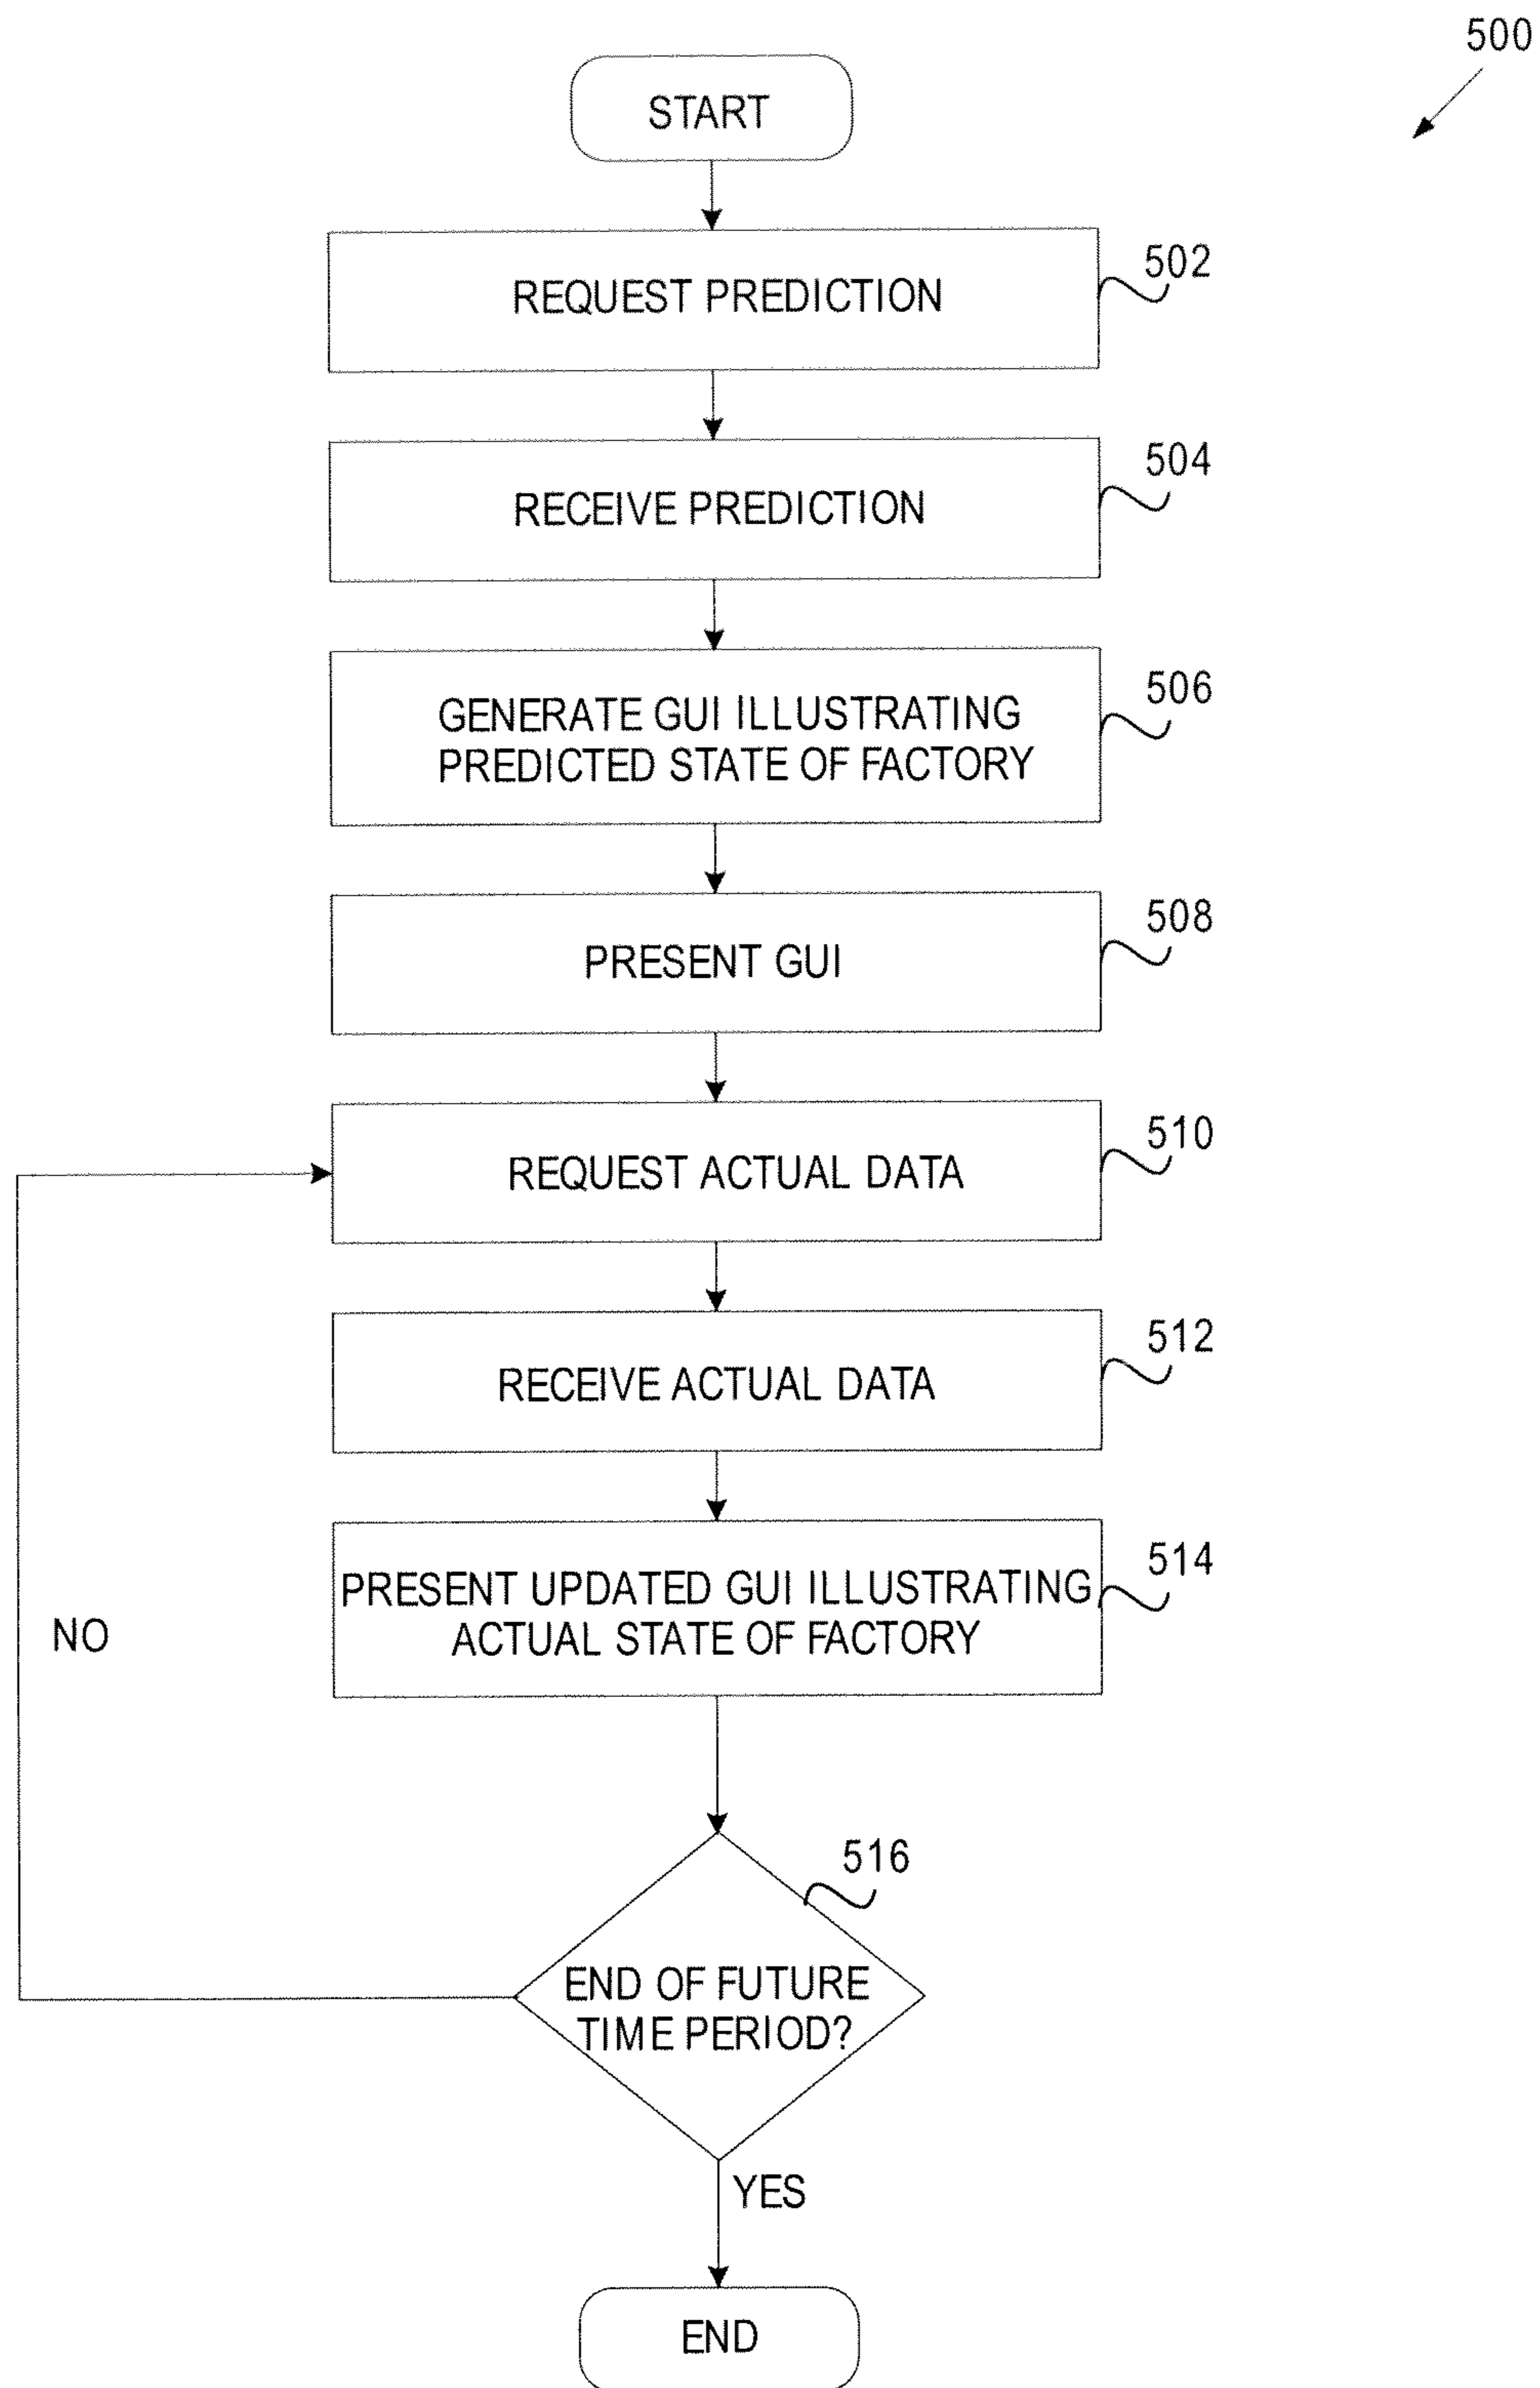 500
START
REQUEST PREDICTION
502
RECEIVE PREDICTION
504
GENERATE GUI ILLUSTRATING
PREDICTED STATE OF FACTORY
506
PRESENT GUI
508
REQUEST ACTUAL DATA
510
RECEIVE ACTUAL DATA
512
PRESENT UPDATED GUI ILLUSTRATING
ACTUAL STATE OF FACTORY
514
NO
516
END OF FUTURE
TIME PERIOD?
YES
END